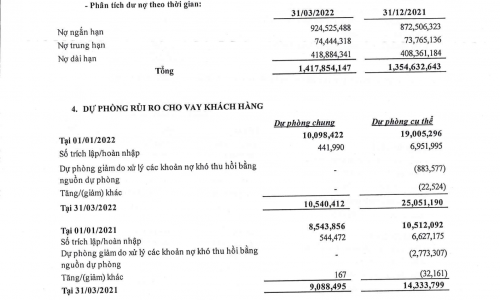 - Phân tích dư nợ theo thời gian:
31/03/2022 31/12/2021
Nợ ngắn hạn 924,525,488 872,506,323
Nợ trung hạn 74,444,318 73,765,136
Nợ dài hạn 418,884,341 408,361,184
Tổng 1,417,854,147 1,354,632,643
4. DỰ PHÒNG RỦI RO CHO VAY KHÁCH HÀNG
Dự phòng chung Dự phòng cụ thể
Tại 01/01/2022 10,098,422 19,005,296
Số trích lập/hoàn nhập 441,990 6,951,995
Dự phòng giảm do xử lý các khoản nợ khó thu hồi bằng
nguồn dự phòng - (883,577)
Tăng/(giảm) khác - (22,524)
Tại 31/03/2022 10,540,412 25,051,190
Tại 01/01/2021 8,543,856 10,512,092
Số trích lập/hoàn nhập 544,472 6,627,175
Dự phòng giảm do xử lý các khoản nợ khó thu hồi bằng
nguồn dự phòng - (2,773,307)
Tăng/(giảm) khác 167 (32,161)
Tại 31/03/2021 9,088,495 14,333,799